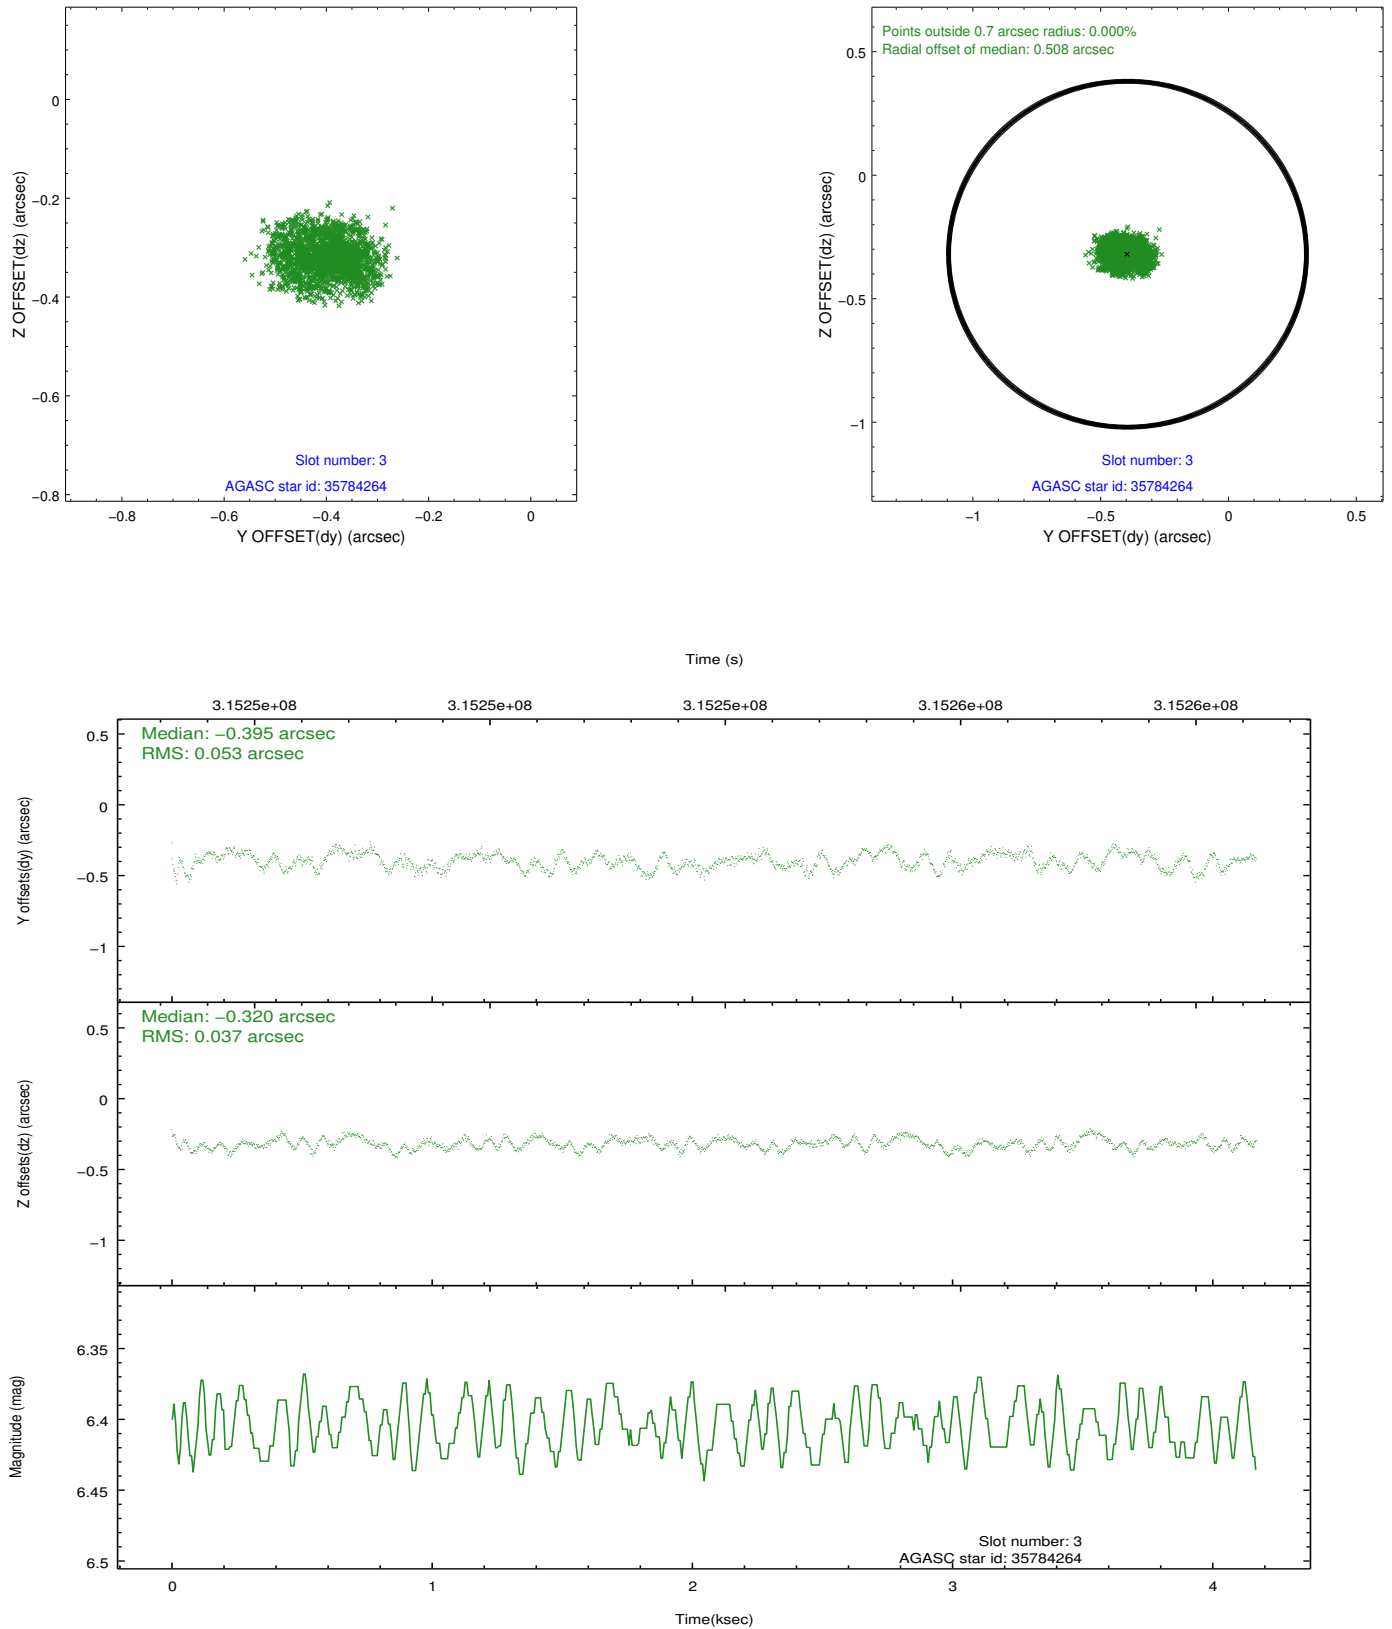 0
−0.2
−0.4
−0.6
−0.8
Z OFFSET(dz) (arcsec)
Slot number: 3
AGASC star id: 35784264
−0.8 −0.6 −0.4 −0.2 0
Y OFFSET(dy) (arcsec)
Points outside 0.7 arcsec radius: 0.000%
Radial offset of median: 0.508 arcsec
0.5
0
−0.5
−1
Z OFFSET(dz) (arcsec)
Slot number: 3
AGASC star id: 35784264
−1 −0.5 0 0.5
Y OFFSET(dy) (arcsec)
Time (s)
3.1525e+08 3.1525e+08 3.1525e+08 3.1526e+08 3.1526e+08
Median: −0.395 arcsec
RMS: 0.053 arcsec
0.5
0
−0.5
−1
Y offsets(dy) (arcsec)
Median: −0.320 arcsec
RMS: 0.037 arcsec
0.5
0
−0.5
−1
Z offsets(dz) (arcsec)
6.35
6.4
6.45
6.5
Magnitude (mag)
Slot number: 3
AGASC star id: 35784264
0 1 2 3 4
Time(ksec)